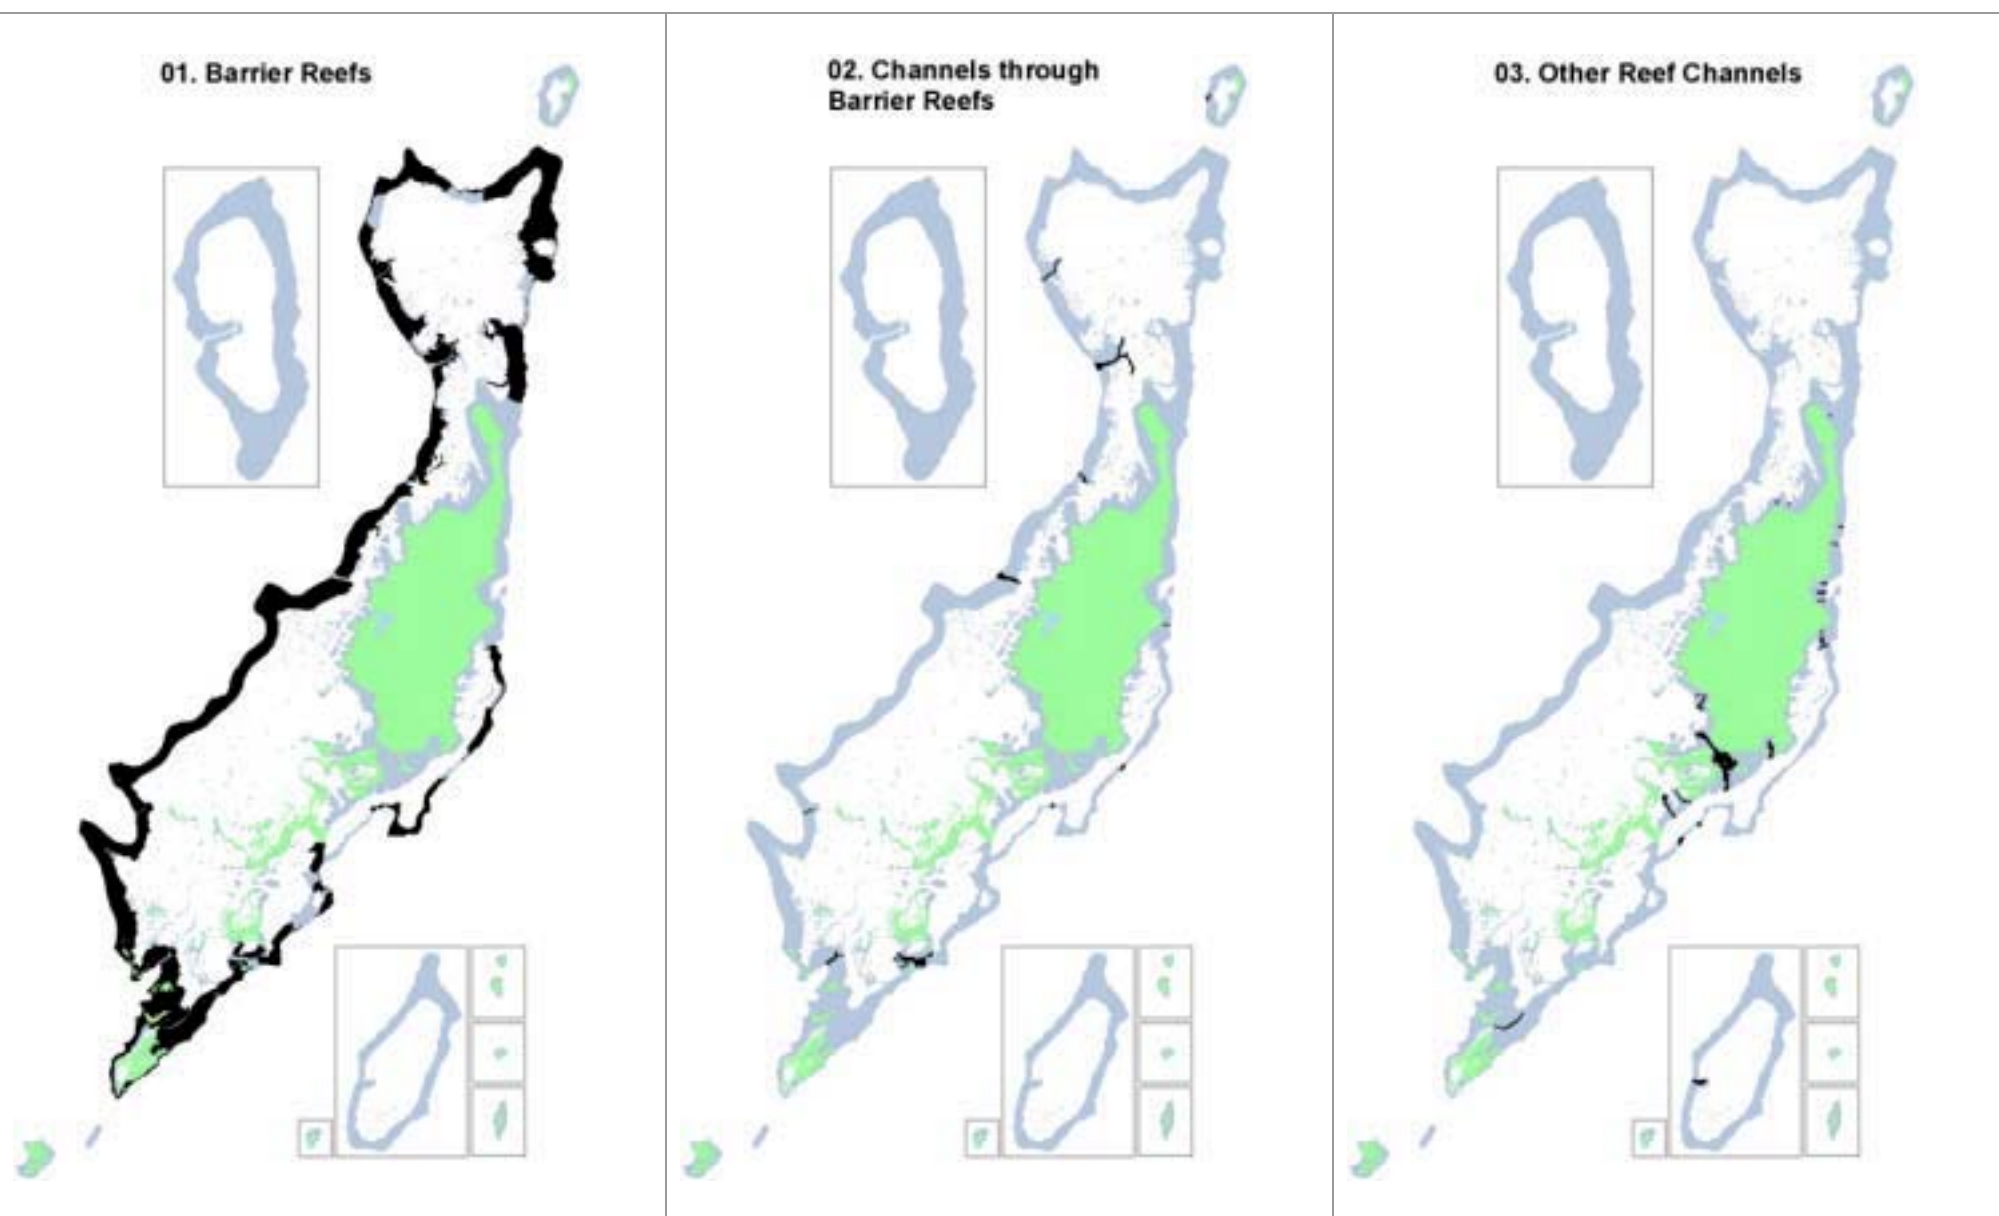 01. Barrier Reefs
02. Channels through
Barrier Reefs
03. Other Reef Channels